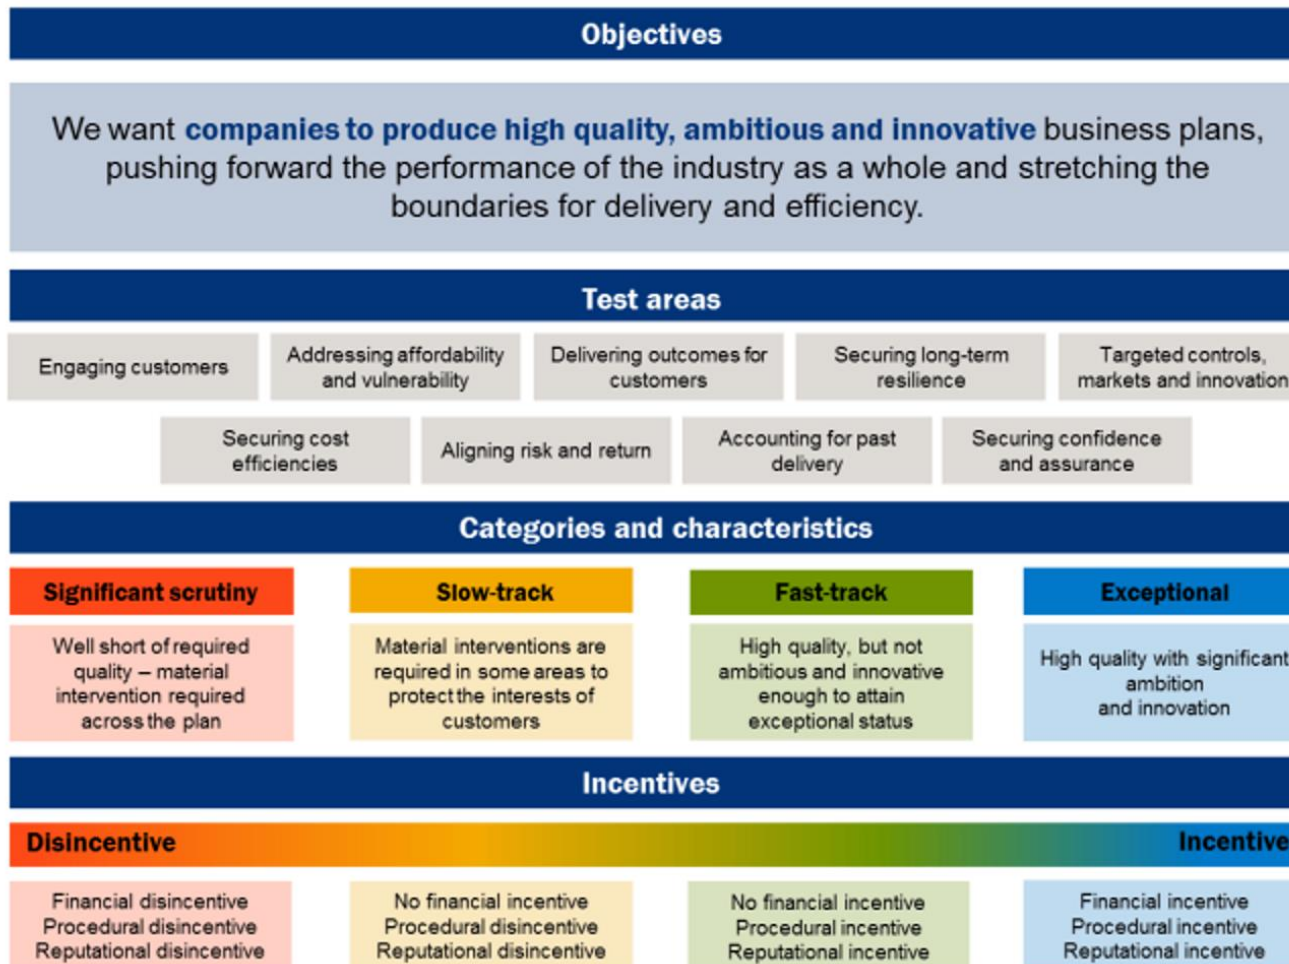 Objectives
We want companies to produce high quality, ambitious and innovative business plans,
pushing forward the performance of the industry as a whole and stretching the
boundaries for delivery and efficiency.
Test areas
Engaging customers
Addressing affordability
and vulnerability
Delivering outcomes for
customers
Securing long-term
resilience
Targeted controls,
markets and innovation
Securing cost
efficiencies
Aligning risk and return
Accounting for past
delivery
Securing confidence
and assurance
Categories and characteristics
Significant scrutiny
Well short of required
quality – material
intervention required
across the plan
Slow-track
Material interventions are
required in some areas to
protect the interests of
customers
Fast-track
High quality, but not
ambitious and innovative
enough to attain
exceptional status
Exceptional
High quality with significant
ambition
and innovation
Incentives
Disincentive
Incentive
Financial disincentive
Procedural disincentive
Reputational disincentive
No financial incentive
Procedural disincentive
Reputational disincentive
No financial incentive
Procedural incentive
Reputational incentive
Financial incentive
Procedural incentive
Reputational incentive